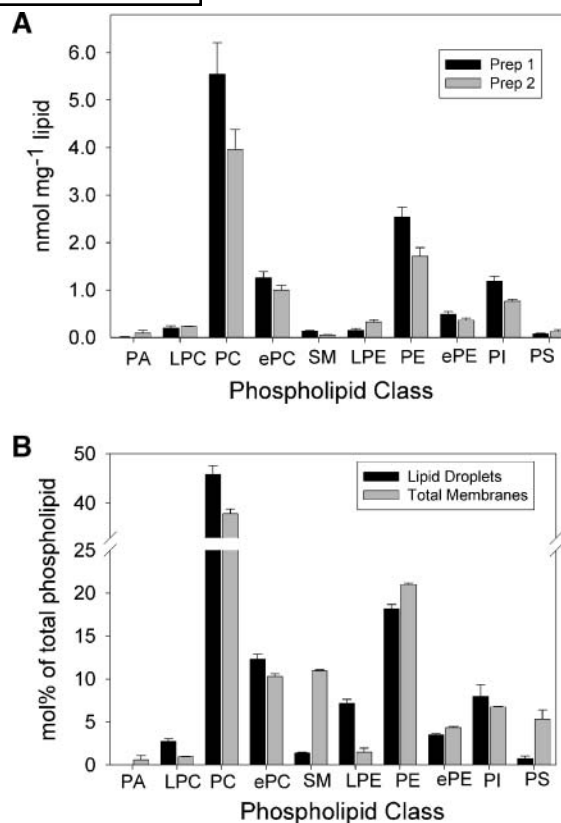 A
6.0
5.0
4.0
3.0
2.0
1.0
0.0
nmol mg⁻¹ lipid
Prep 1
Prep 2
PA LPC PC ePC SM LPE PE ePE PI PS
Phospholipid Class
B
50
40
25
20
15
10
5
0
mol% of total phospholipid
Lipid Droplets
Total Membranes
PA LPC PC ePC SM LPE PE ePE PI PS
Phospholipid Class